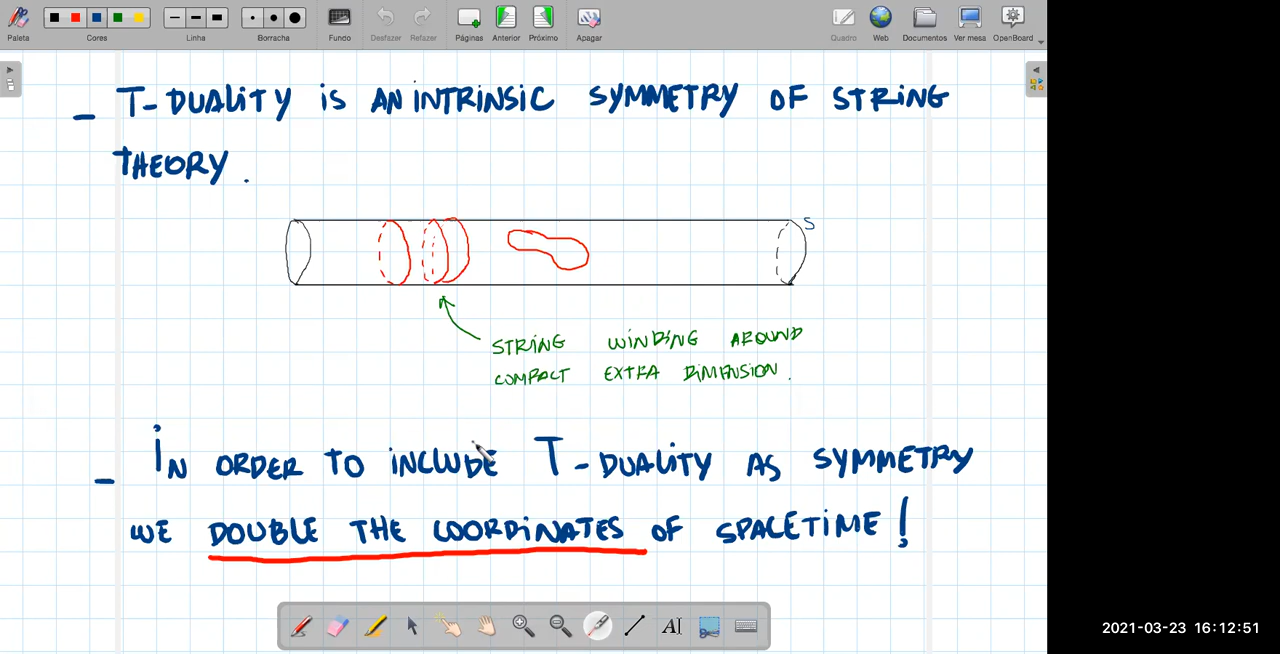 Paleta Cores Linha Borracha Fundo Desfazer Refazer Páginas Anterior Próximo Apagar Quadro Web Documentos Ver mesa OpenBoard
- T-DUALITY IS AN INTRINSIC SYMMETRY OF STRING
THEORY.
S
STRING WINDING AROUND
COMPACT EXTRA DIMENSION.
- IN ORDER TO INCLUDE T-DUALITY AS SYMMETRY
WE DOUBLE THE COORDINATES OF SPACETIME!
AI
2021-03-23 16:12:51